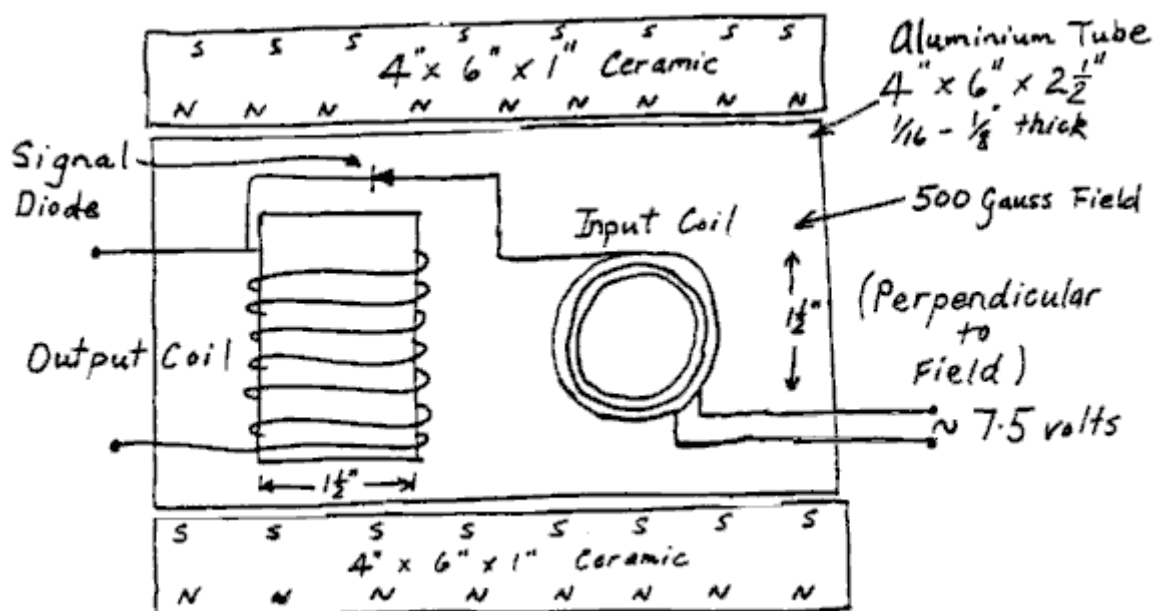 S S S S S S S S
4" x 6" x 1" Ceramic
N N N N N N N N N
Aluminium Tube
4" x 6" x 2 1/2"
1/16 - 1/8" thick
Signal
Diode
500 Gauss Field
Input Coil
1 1/2"
(Perpendicular
to
Field)
Output Coil
~ 7.5 volts
1 1/2"
S S S S S S S S
4" x 6" x 1" Ceramic
N N N N N N N N